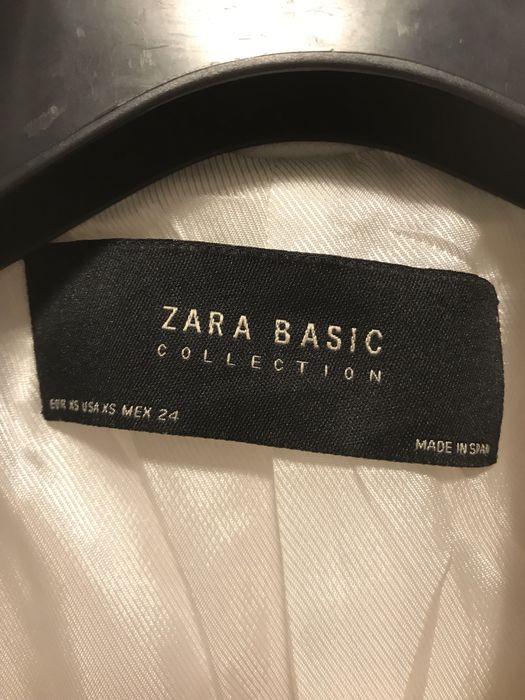 ZARA BASIC
COLLECTION
EUR XS USA XS MEX 24
MADE IN SPAIN